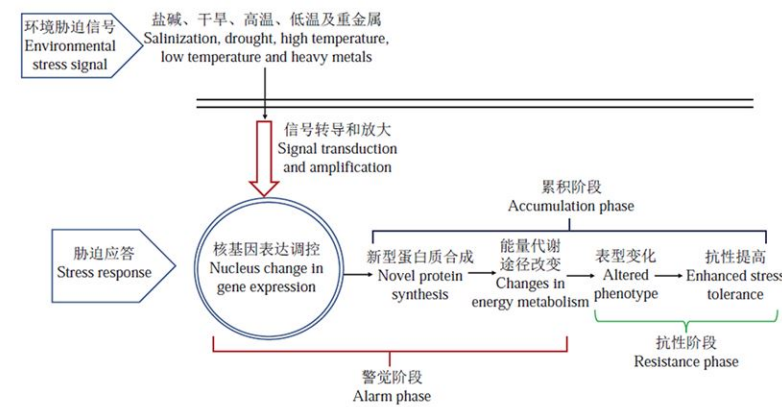 环境胁迫信号
Environmental
stress signal
盐碱、干旱、高温、低温及重金属
Salinization, drought, high temperature,
low temperature and heavy metals
信号转导和放大
Signal transduction
and amplification
累积阶段
Accumulation phase
胁迫应答
Stress response
核基因表达调控
Nucleus change in
gene expression
新型蛋白质合成
Novel protein
synthesis
能量代谢
途径改变
Changes in
energy metabolism
表型变化
Altered
phenotype
抗性提高
Enhanced stress
tolerance
抗性阶段
Resistance phase
警觉阶段
Alarm phase